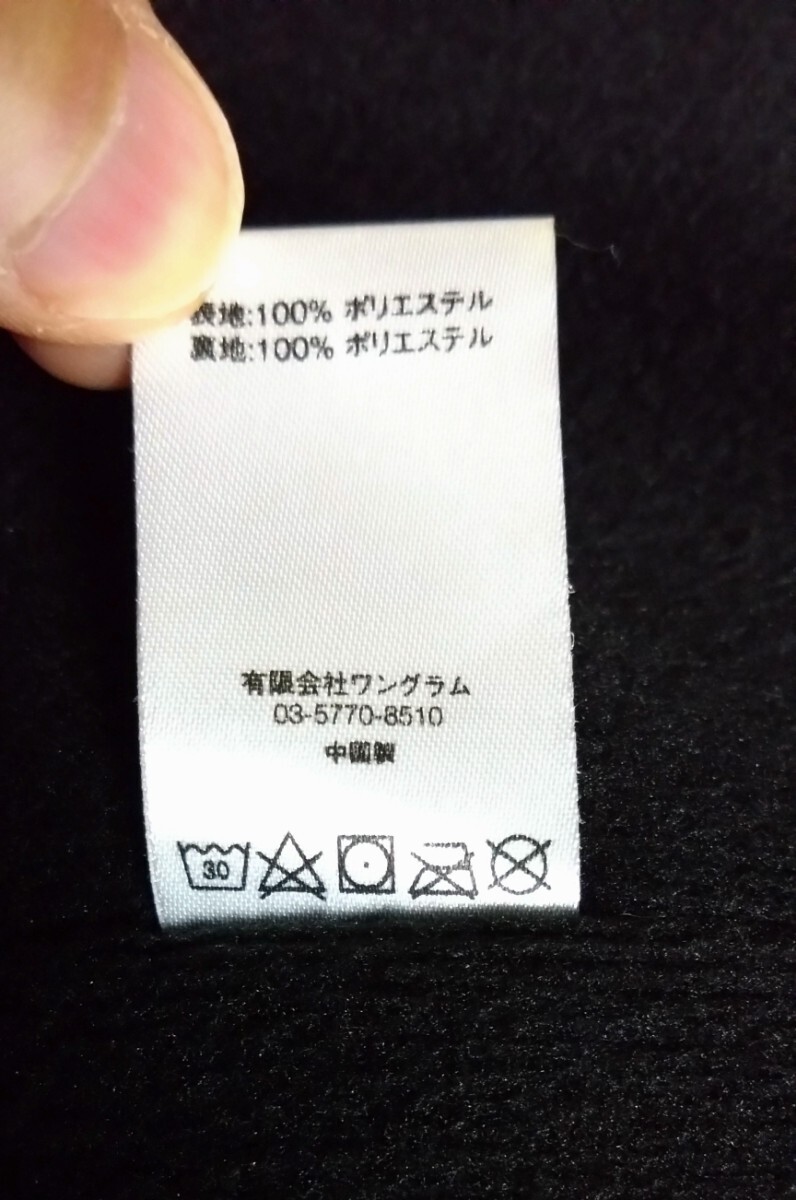 表地:100% ポリエステル
裏地:100% ポリエステル
有限会社ワングラム
03-5770-8510
中國製
30